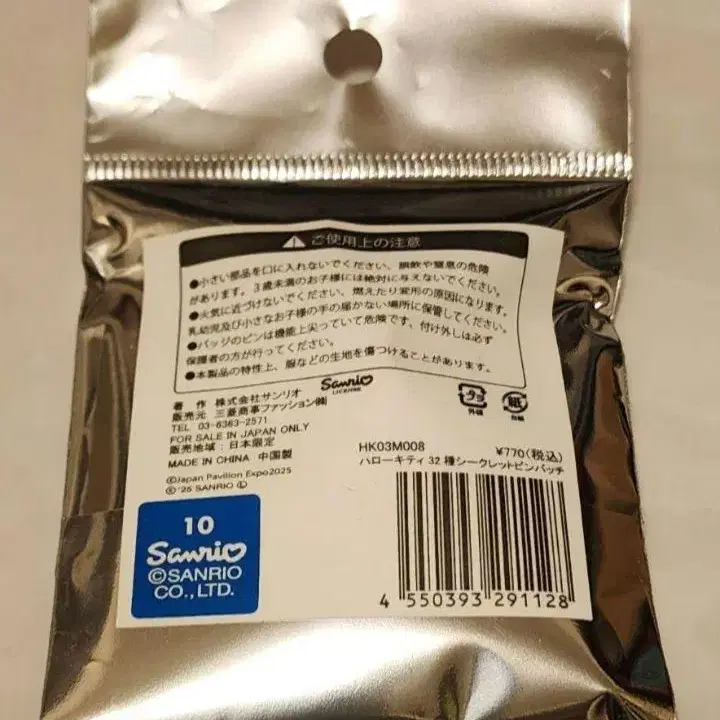 ご使用上の注意
●小さい部品を口に入れないでください、誤飲や窒息の危険
があります。3歳未満のお子様には絶対に与えないでください。
●火気に近づけないでください、燃えたり変形の原因になります。
乳幼児及び小さなお子様の手の届かない場所に保管してください。
●バッジのピンは機能上尖っていて危険です、付け外しは必ず
保護者の方が行ってください。
●本製品の特性上、服などの生地を傷つけることがあります。
Sanrio
LICENSE
著 作 株式会社サンリオ
販売元 三菱商事ファッション㈱
TEL 03-6363-2571
FOR SALE IN JAPAN ONLY
販売地域:日本限定
MADE IN CHINA 中国製
©Japan Pavilion Expo2025
© '25 SANRIO Ⓛ
プラ
外装
紙
台紙
HK03M008 ¥770(税込)
ハローキティ 32 種シークレットピンバッチ
4 550393 291128
10
Sanrio
©SANRIO
CO.,LTD.